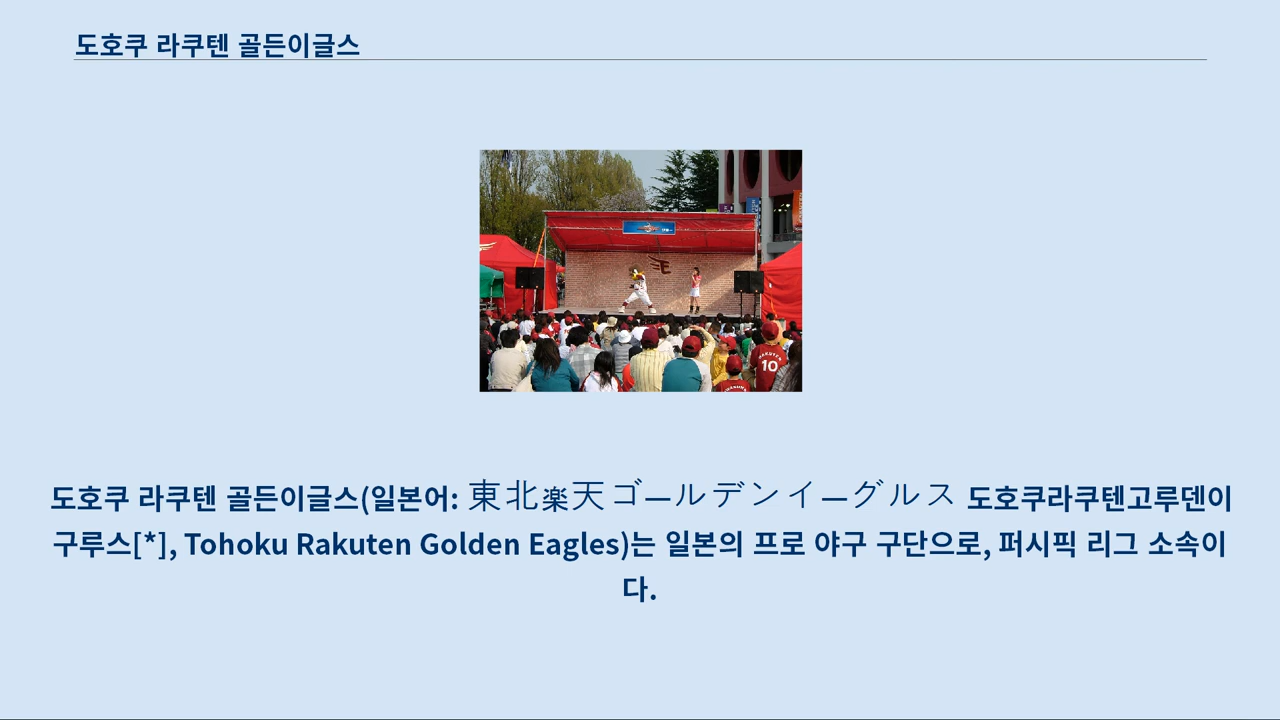 도호쿠 라쿠텐 골든이글스
RAKUTEN
10
도호쿠 라쿠텐 골든이글스(일본어: 東北楽天ゴールデンイーグルス 도호쿠라쿠텐고루덴이
구루스[*], Tohoku Rakuten Golden Eagles)는 일본의 프로 야구 구단으로, 퍼시픽 리그 소속이
다.